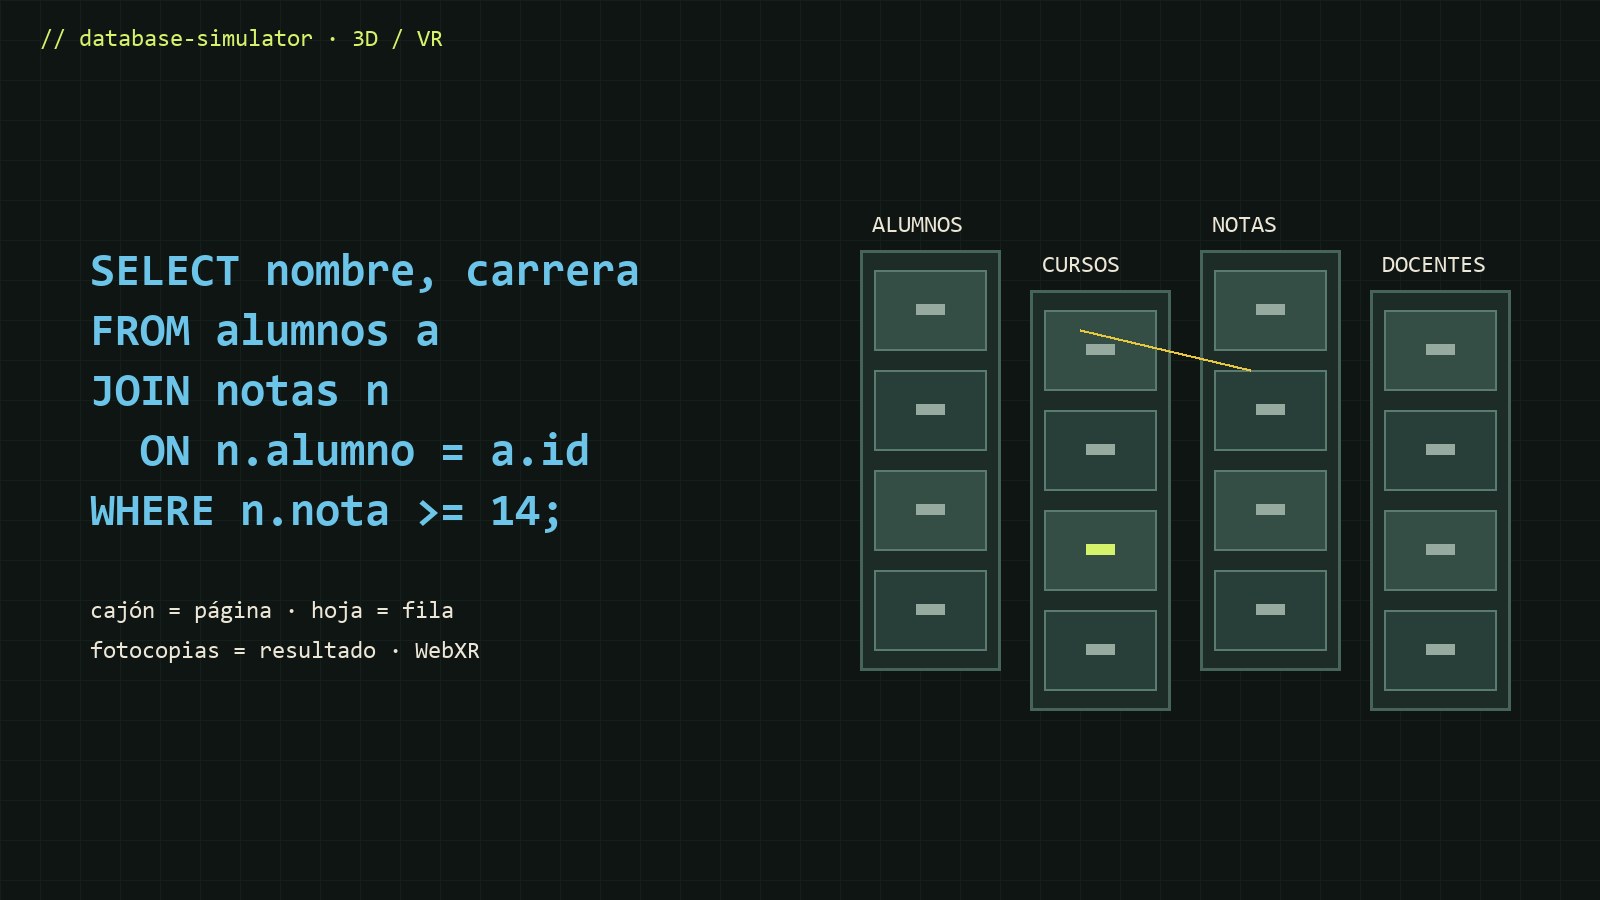 // database-simulator · 3D / VR
SELECT nombre, carrera
FROM alumnos a
JOIN notas n
  ON n.alumno = a.id
WHERE n.nota >= 14;
cajón = página · hoja = fila
fotocopias = resultado · WebXR
ALUMNOS
CURSOS
NOTAS
DOCENTES